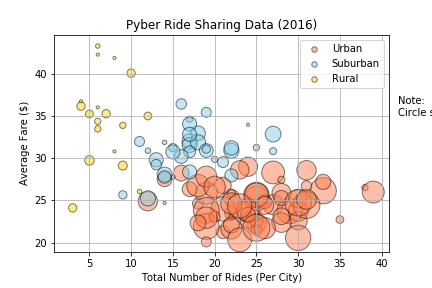 Pyber Ride Sharing Data (2016)
Urban
Suburban
Rural
Average Fare ($)
40
35
30
25
20
5 10 15 20 25 30 35 40
Total Number of Rides (Per City)
Note:
Circle s